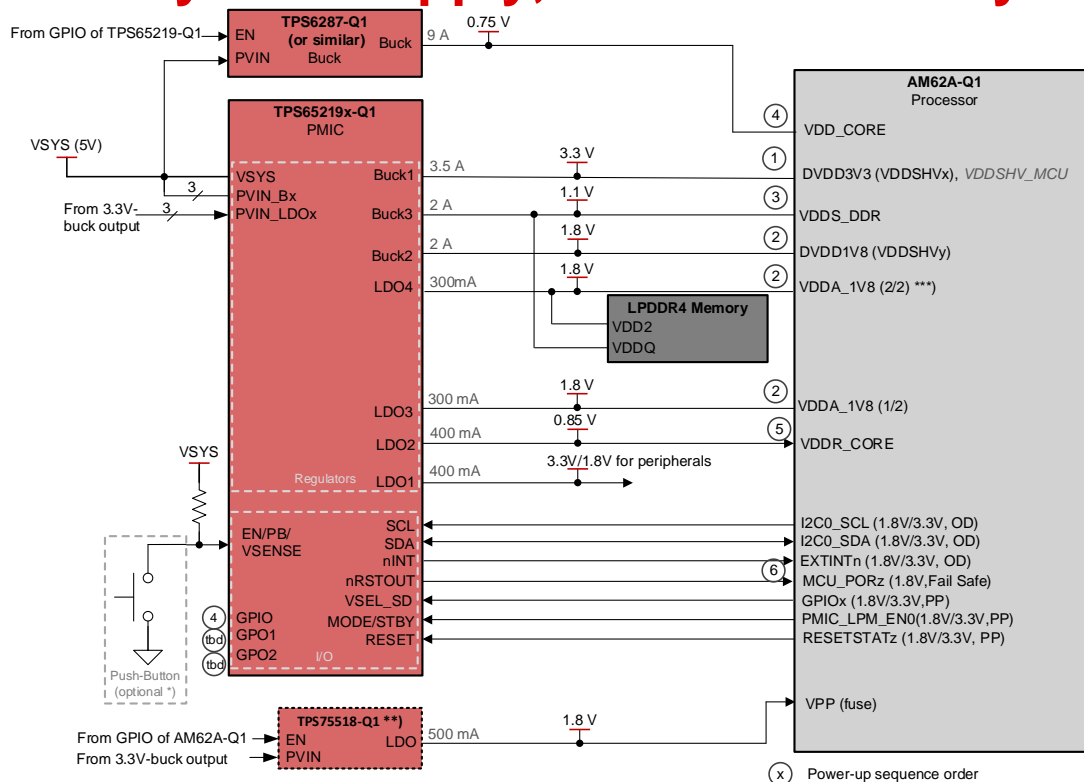 From GPIO of TPS65219-Q1
EN
PVIN
TPS6287-Q1
(or similar)
Buck
Buck
9 A
0.75 V
AM62A-Q1
Processor
4
VDD_CORE
TPS65219x-Q1
PMIC
VSYS (5V)
VSYS
3
PVIN_Bx
From 3.3V-
buck output
3
PVIN_LDOx
Buck1
3.5 A
3.3 V
1
DVDD3V3 (VDDSHVx), VDDSHV_MCU
Buck3
2 A
1.1 V
3
VDDS_DDR
Buck2
2 A
1.8 V
2
DVDD1V8 (VDDSHVy)
LDO4
300mA
1.8 V
2
VDDA_1V8 (2/2) ***)
LPDDR4 Memory
VDD2
VDDQ
LDO3
300 mA
1.8 V
2
VDDA_1V8 (1/2)
LDO2
400 mA
0.85 V
5
VDDR_CORE
LDO1
400 mA
3.3V/1.8V for peripherals
Regulators
VSYS
EN/PB/
VSENSE
SCL
I2C0_SCL (1.8V/3.3V, OD)
SDA
I2C0_SDA (1.8V/3.3V, OD)
nINT
EXTINTn (1.8V/3.3V, OD)
nRSTOUT
6
MCU_PORz (1.8V,Fail Safe)
VSEL_SD
GPIOx (1.8V/3.3V,PP)
MODE/STBY
PMIC_LPM_EN0(1.8V/3.3V,PP)
RESET
RESETSTATz (1.8V/3.3V, PP)
4
GPIO
tbd
GPO1
tbd
GPO2
I/O
Push-Button
(optional *)
TPS75518-Q1 **)
From GPIO of AM62A-Q1
EN
From 3.3V-buck output
PVIN
LDO
500 mA
1.8 V
VPP (fuse)
x
Power-up sequence order